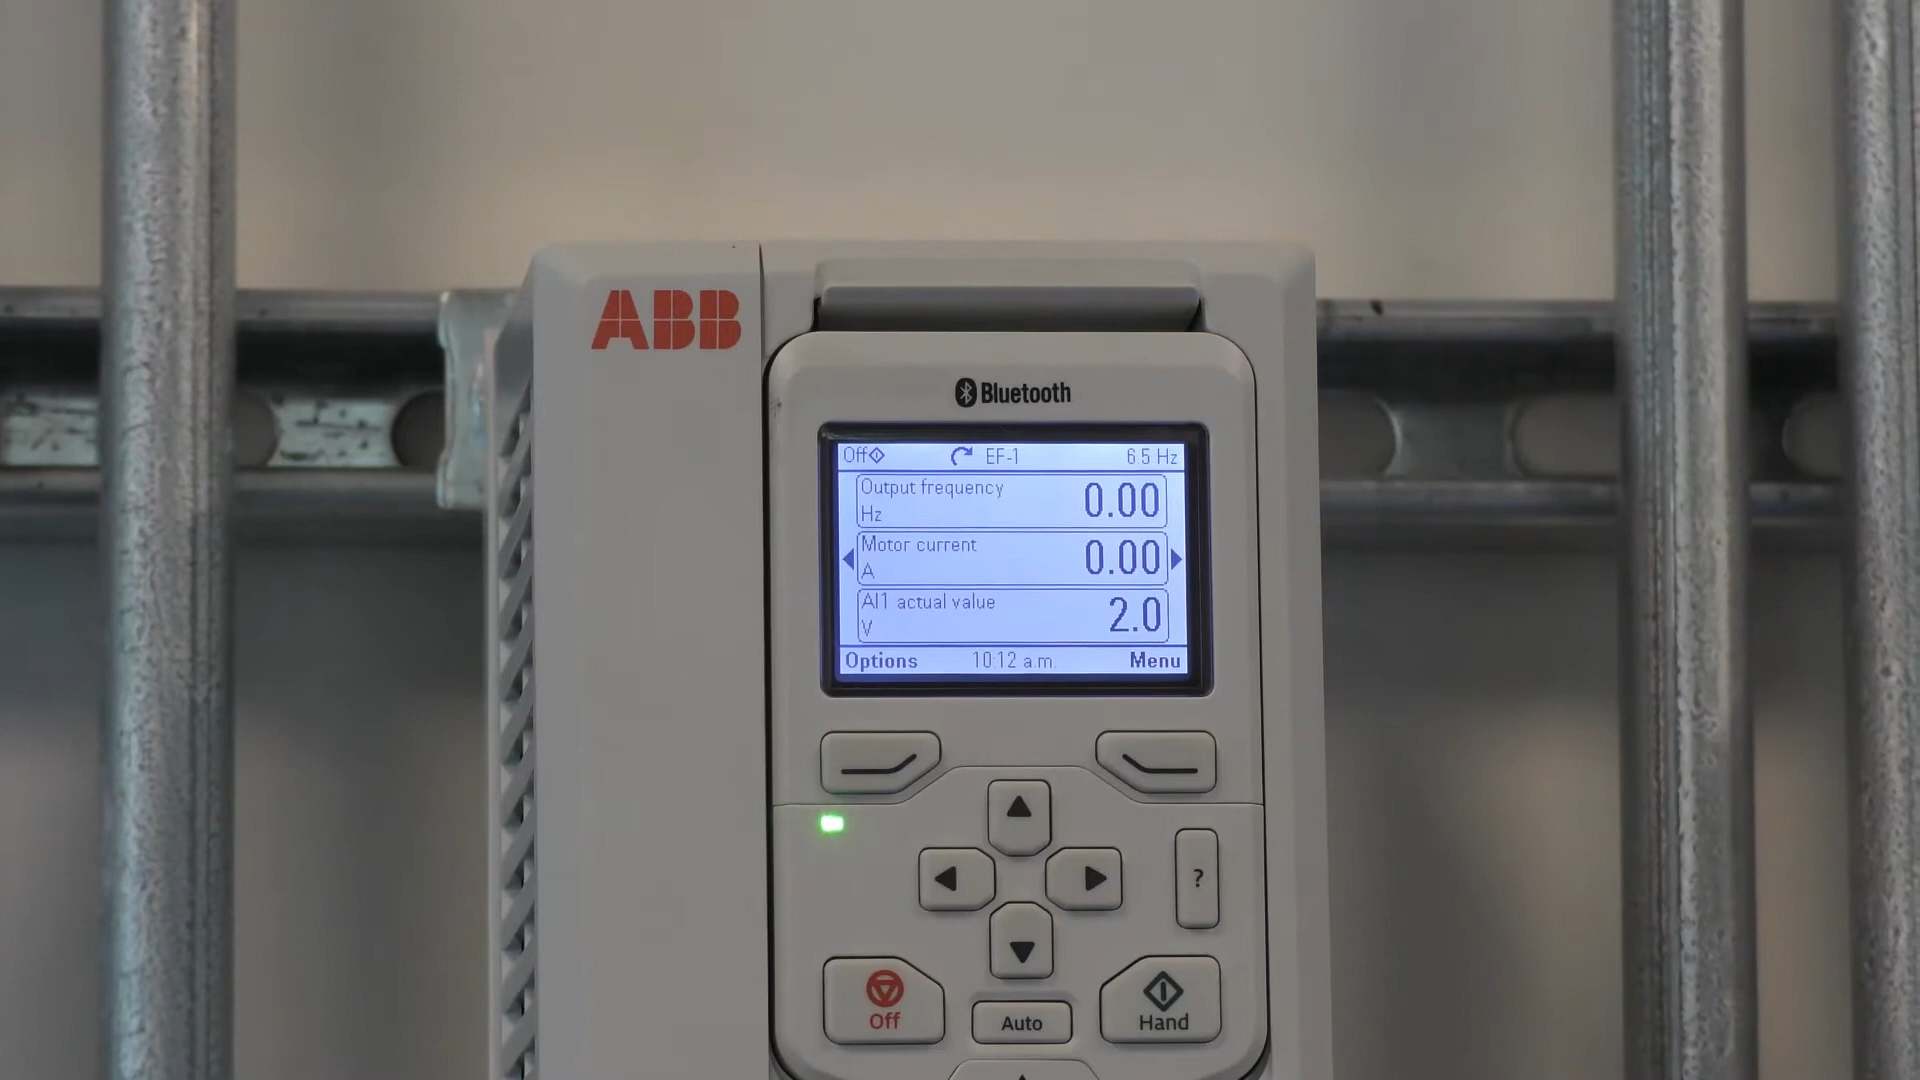 ABB
Bluetooth
Off EF-1 6.5 Hz
Output frequency
Hz 0.00
Motor current
A 0.00
AI1 actual value
V 2.0
Options 10:12 a.m. Menu
?
Off Auto Hand